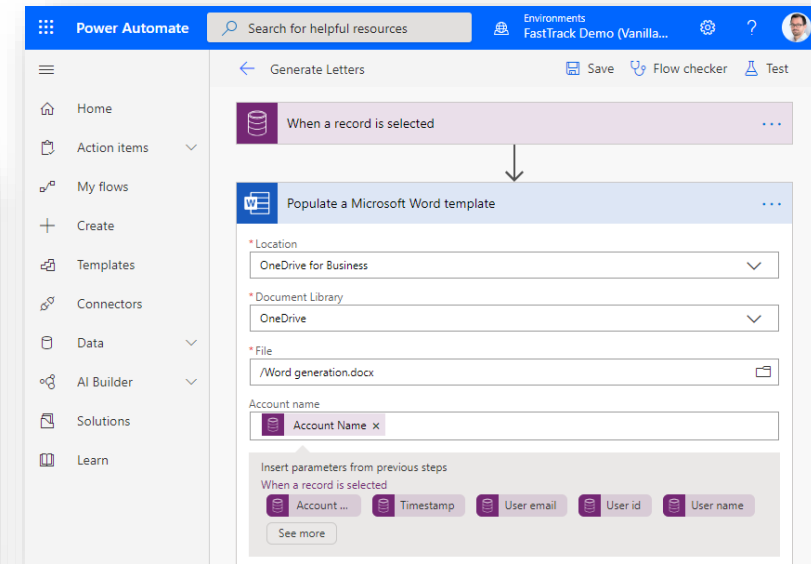 Power Automate
Search for helpful resources
Environments
FastTrack Demo (Vanilla...
?
Generate Letters
Save
Flow checker
Test
Home
Action items
My flows
Create
Templates
Connectors
Data
AI Builder
Solutions
Learn
When a record is selected
...
W
Populate a Microsoft Word template
...
* Location
OneDrive for Business
* Document Library
OneDrive
* File
/Word generation.docx
Account name
Account Name ×
Insert parameters from previous steps
When a record is selected
Account ... Timestamp User email User id User name
See more